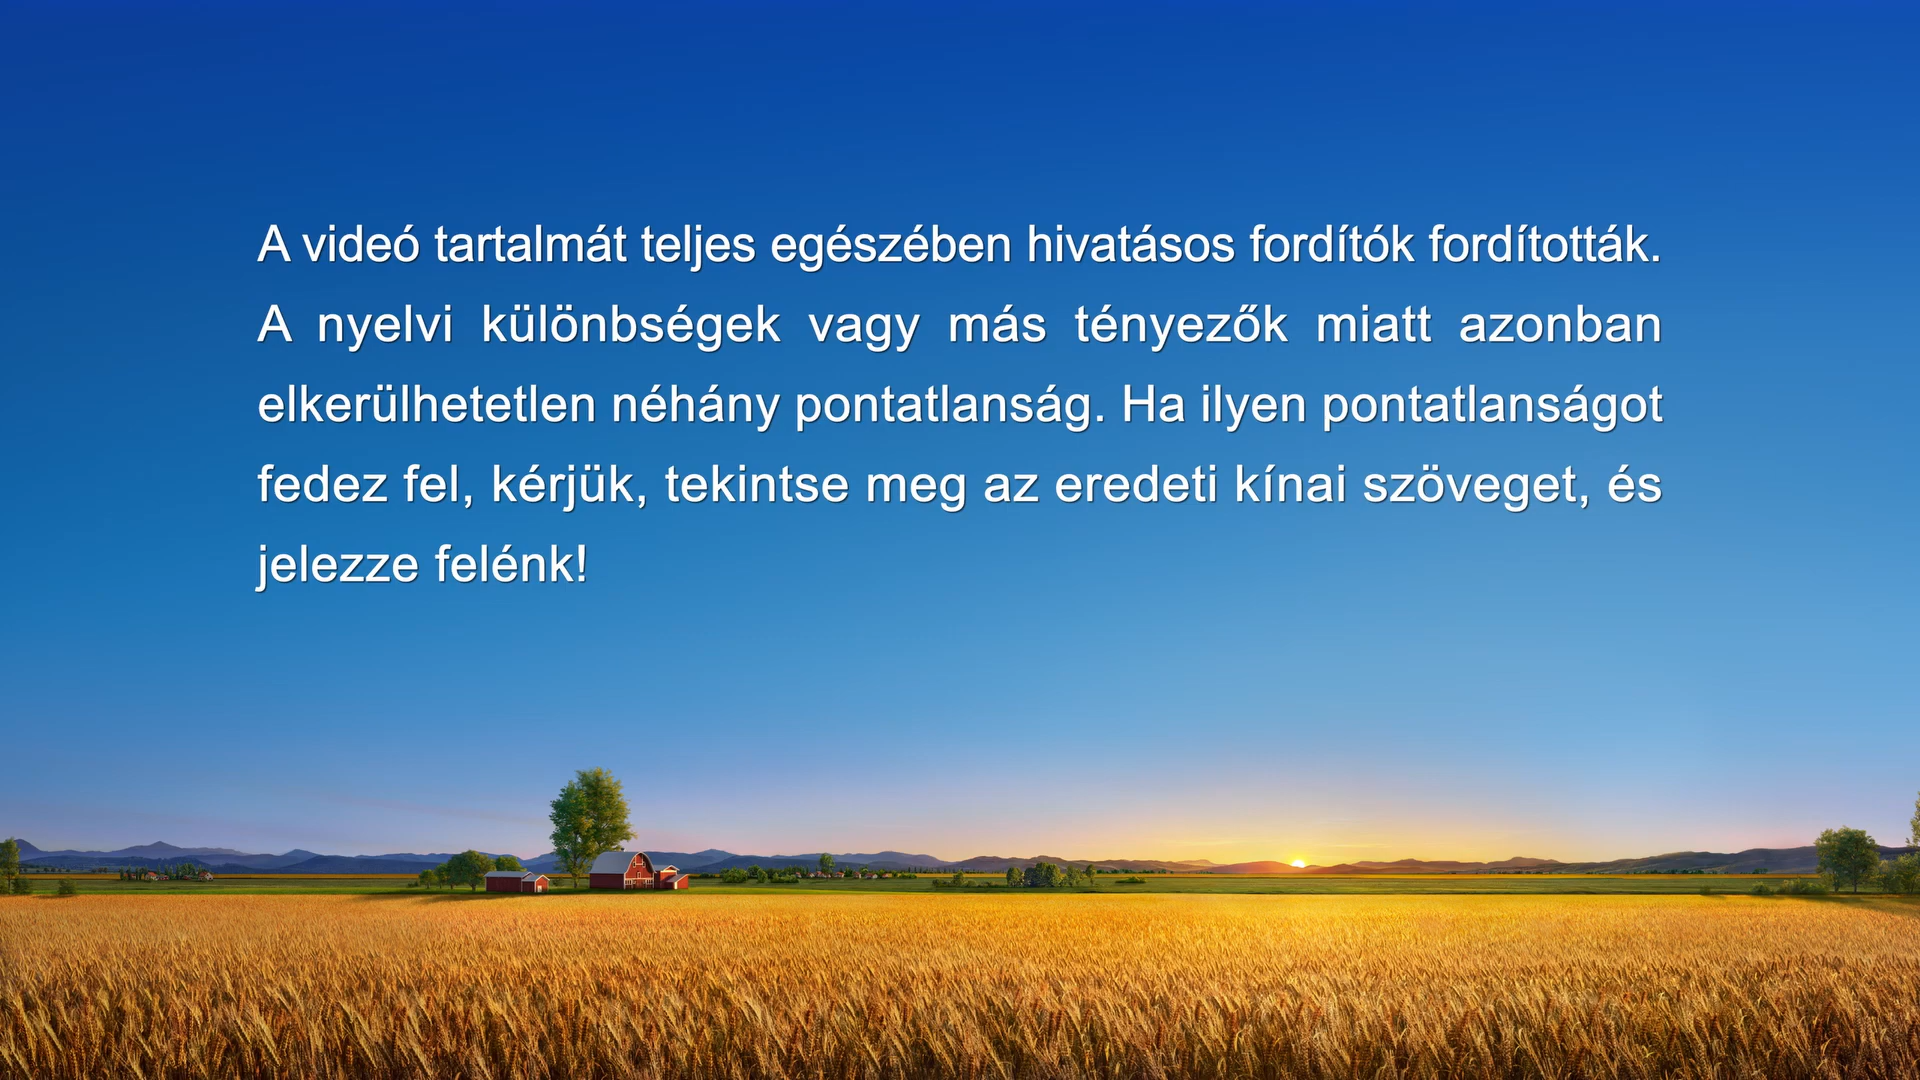 A videó tartalmát teljes egészében hivatásos fordítók fordították.
A nyelvi különbségek vagy más tényezők miatt azonban
elkerülhetetlen néhány pontatlanság. Ha ilyen pontatlanságot
fedez fel, kérjük, tekintse meg az eredeti kínai szöveget, és
jelezze felénk!